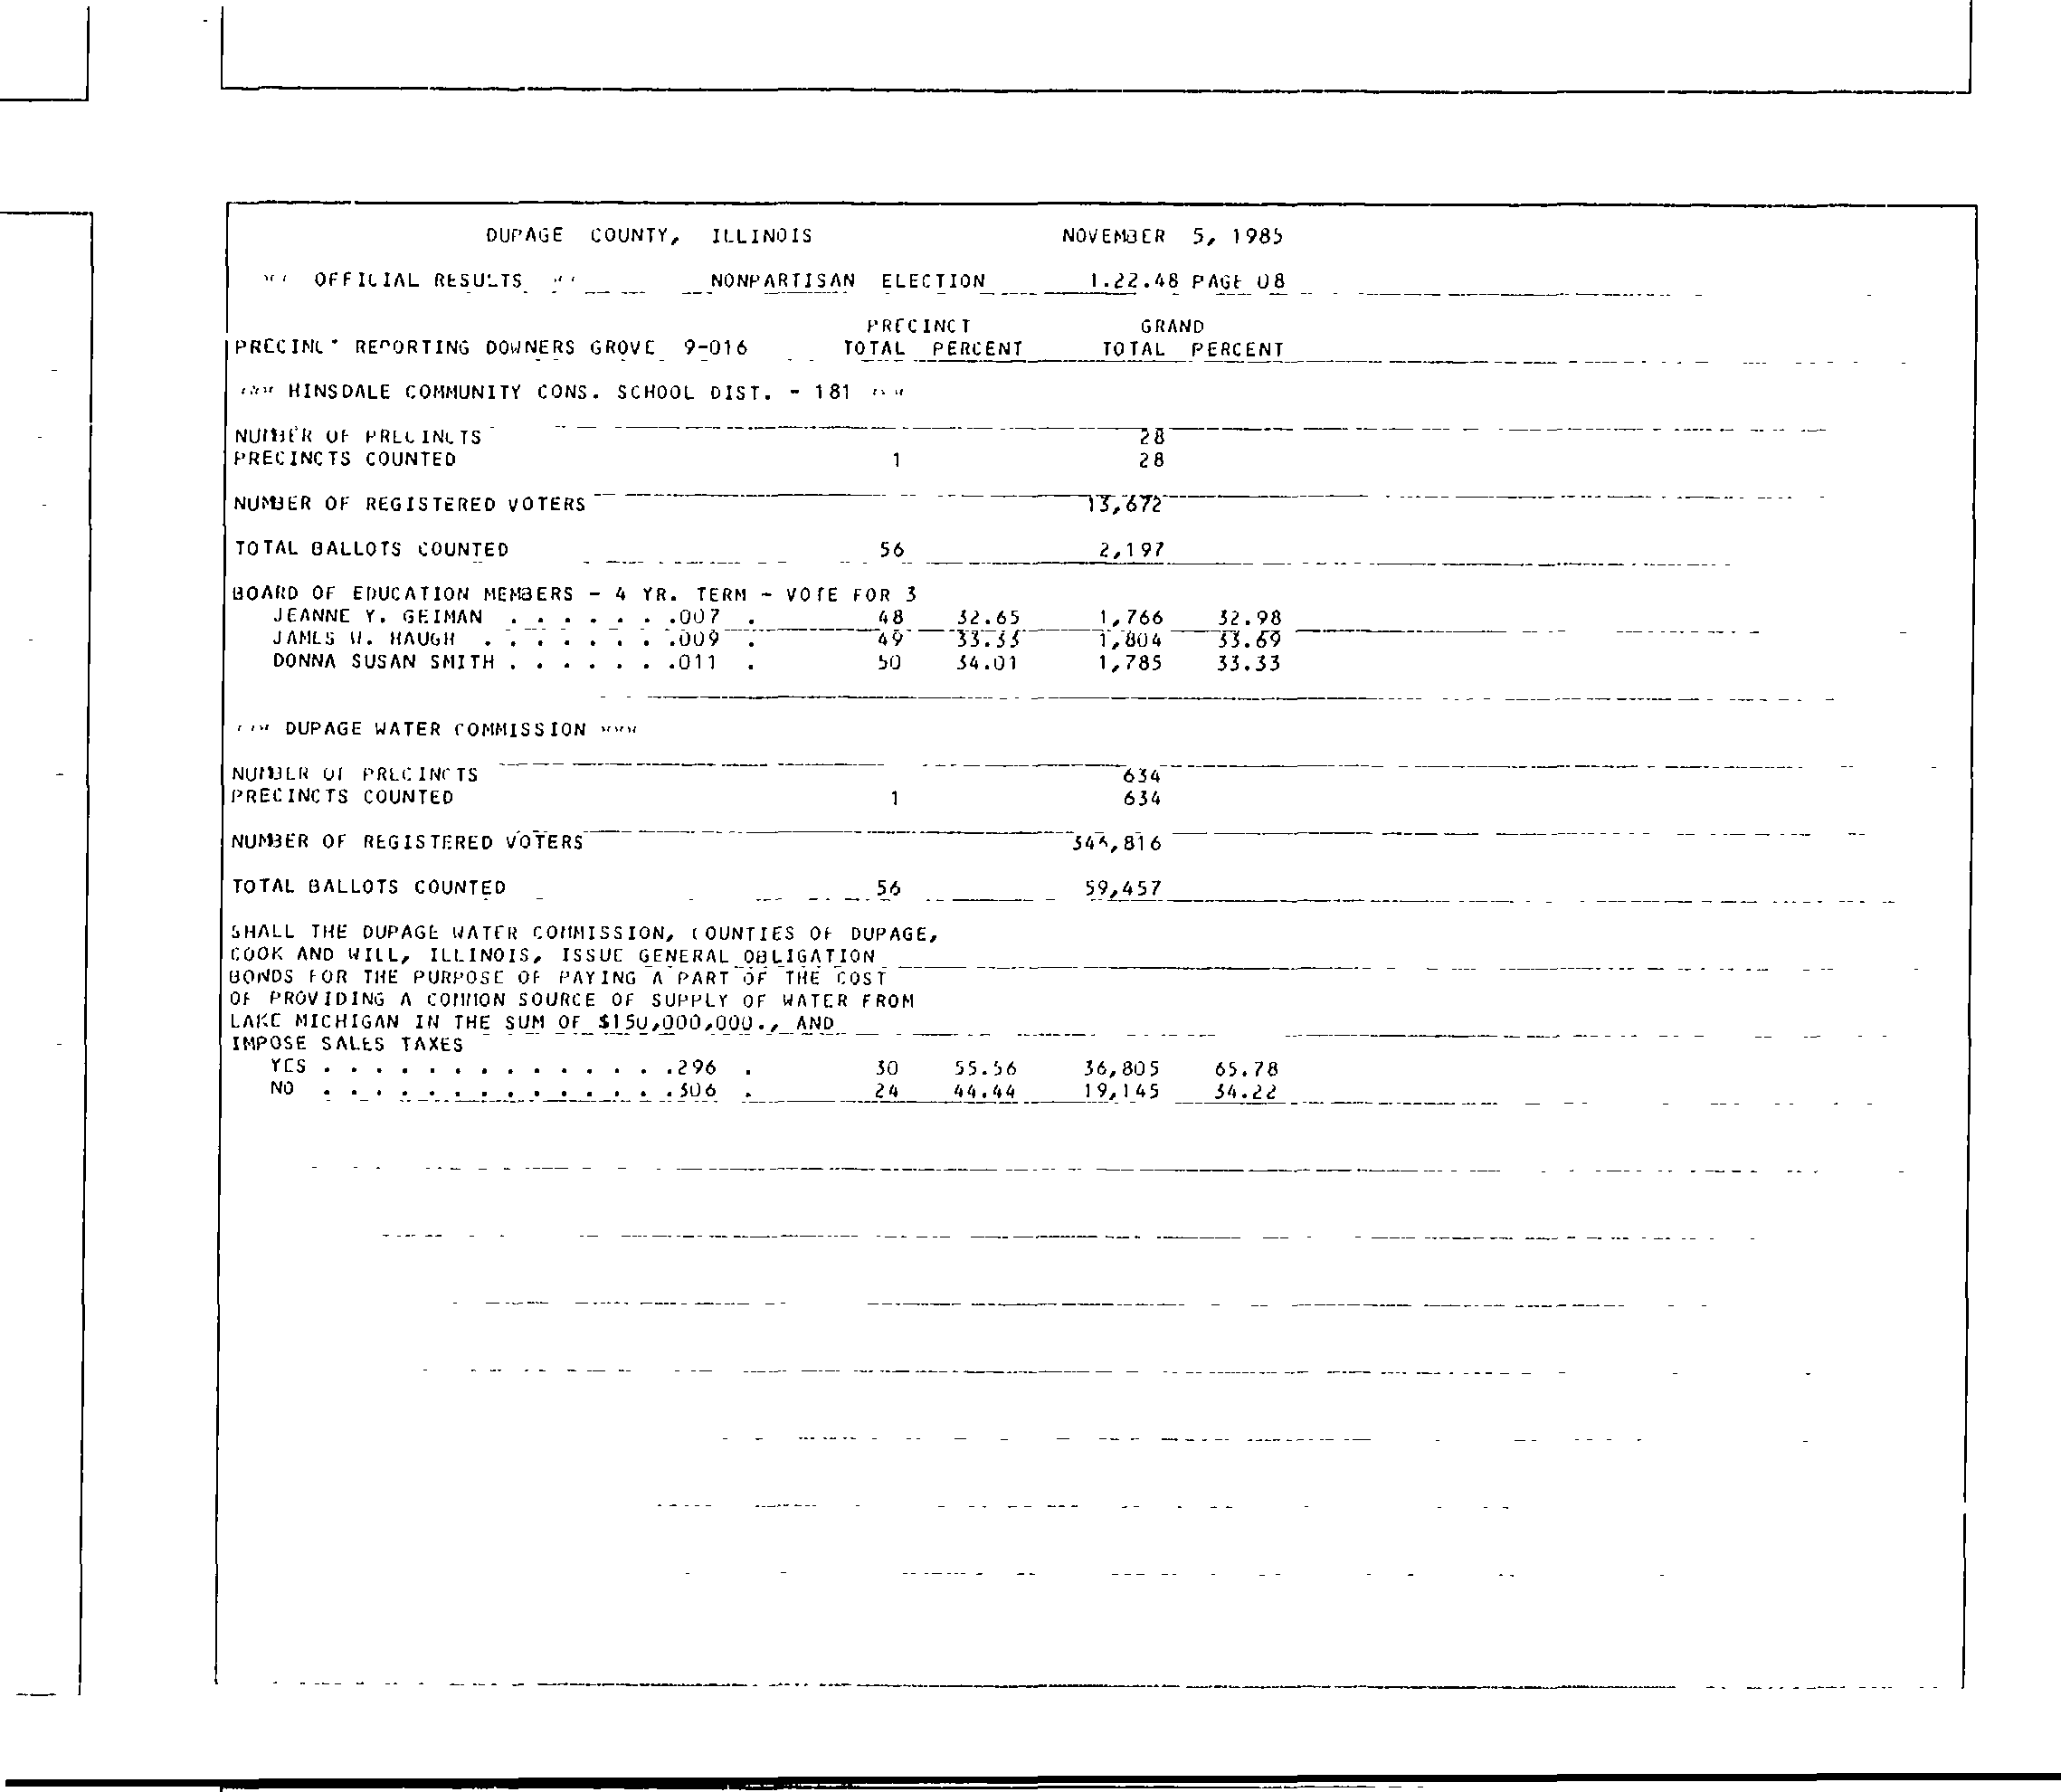 DUPAGE COUNTY, ILLINOIS NOVEMBER 5, 1985
OFFICIAL RESULTS NONPARTISAN ELECTION 1.22.48 PAGE 08
PRECINCT GRAND
PRECINCT REPORTING DOWNERS GROVE 9-016 TOTAL PERCENT TOTAL PERCENT
*** HINSDALE COMMUNITY CONS. SCHOOL DIST. - 181 ***
NUMBER OF PRECINCTS 28
PRECINCTS COUNTED 1 28
NUMBER OF REGISTERED VOTERS 13,672
TOTAL BALLOTS COUNTED 56 2,197
BOARD OF EDUCATION MEMBERS - 4 YR. TERM - VOTE FOR 3
JEANNE Y. GEIMAN . . . . . . .007 . 48 32.65 1,766 32.98
JAMES W. HAUGH . . . . . . . .009 . 49 33.33 1,804 33.69
DONNA SUSAN SMITH . . . . . . .011 . 50 34.01 1,785 33.33
*** DUPAGE WATER COMMISSION ***
NUMBER OF PRECINCTS 634
PRECINCTS COUNTED 1 634
NUMBER OF REGISTERED VOTERS
TOTAL BALLOTS COUNTED 56 59,457
SHALL THE DUPAGE WATER COMMISSION, COUNTIES OF DUPAGE,
COOK AND WILL, ILLINOIS, ISSUE GENERAL OBLIGATION
BONDS FOR THE PURPOSE OF PAYING A PART OF THE COST
OF PROVIDING A COMMON SOURCE OF SUPPLY OF WATER FROM
LAKE MICHIGAN IN THE SUM OF $150,000,000., AND
IMPOSE SALES TAXES
YES . . . . . . . . . . . . . .296 . 30 55.56 36,805 65.78
NO . . . . . . . . . . . . . .306 . 24 44.44 19,145 34.22